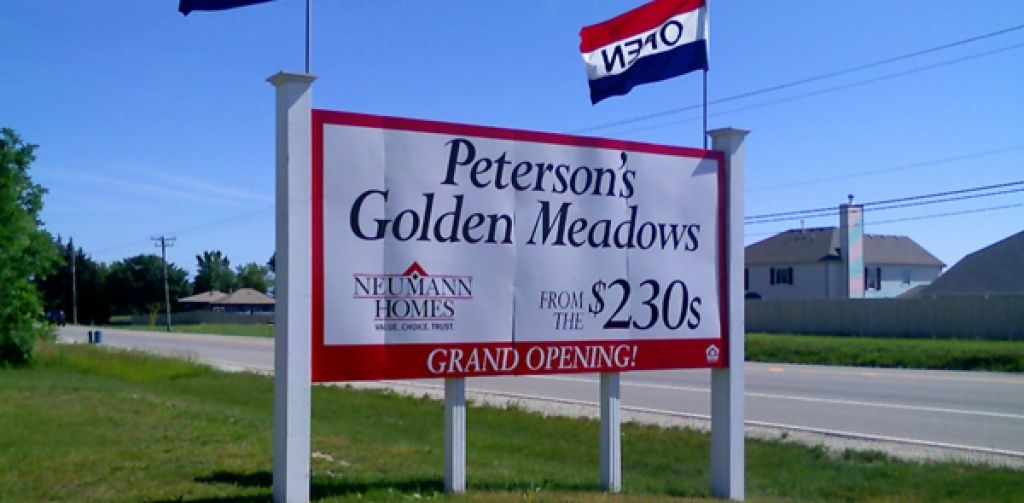 OPEN
Peterson's
Golden Meadows
NEUMANN
HOMES
VALUE. CHOICE. TRUST.
FROM
THE
$230s
GRAND OPENING!